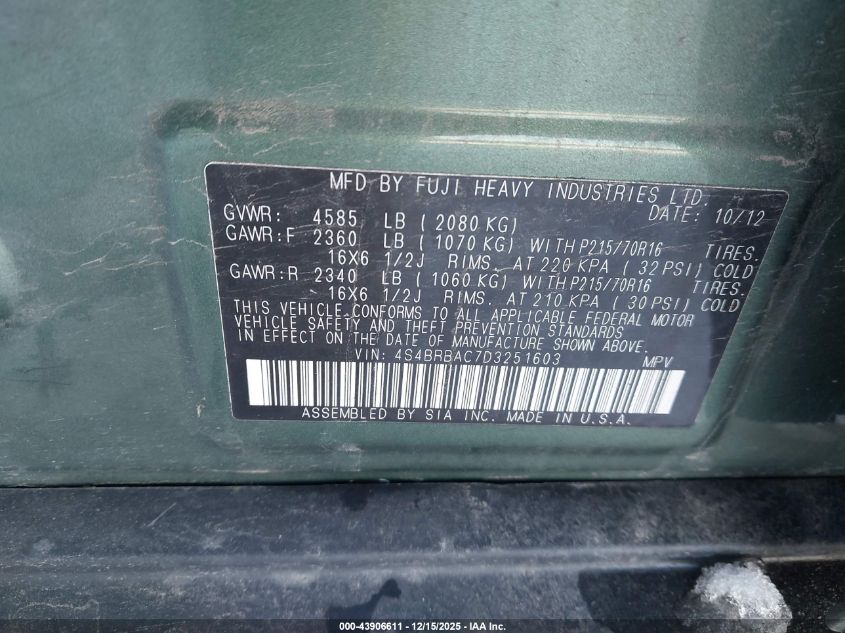 MFD BY FUJI HEAVY INDUSTRIES LTD.
DATE: 10/12
GVWR: 4585 LB ( 2080 KG)
GAWR:F 2360 LB ( 1070 KG) WITH P215/70R16 TIRES.
16X6 1/2J RIMS. AT 220 KPA ( 32 PSI) COLD
GAWR:R 2340 LB ( 1060 KG) WITH P215/70R16 TIRES.
16X6 1/2J RIMS. AT 210 KPA ( 30 PSI) COLD.
THIS VEHICLE CONFORMS TO ALL APPLICABLE FEDERAL MOTOR
VEHICLE SAFETY AND THEFT PREVENTION STANDARDS
IN EFFECT ON THE DATE OF MANUFACTURE SHOWN ABOVE.
VIN: 4S4BRBAC7D3251603 MPV
ASSEMBLED BY SIA INC. MADE IN U.S.A.
000-43906611 - 12/15/2025 - IAA Inc.